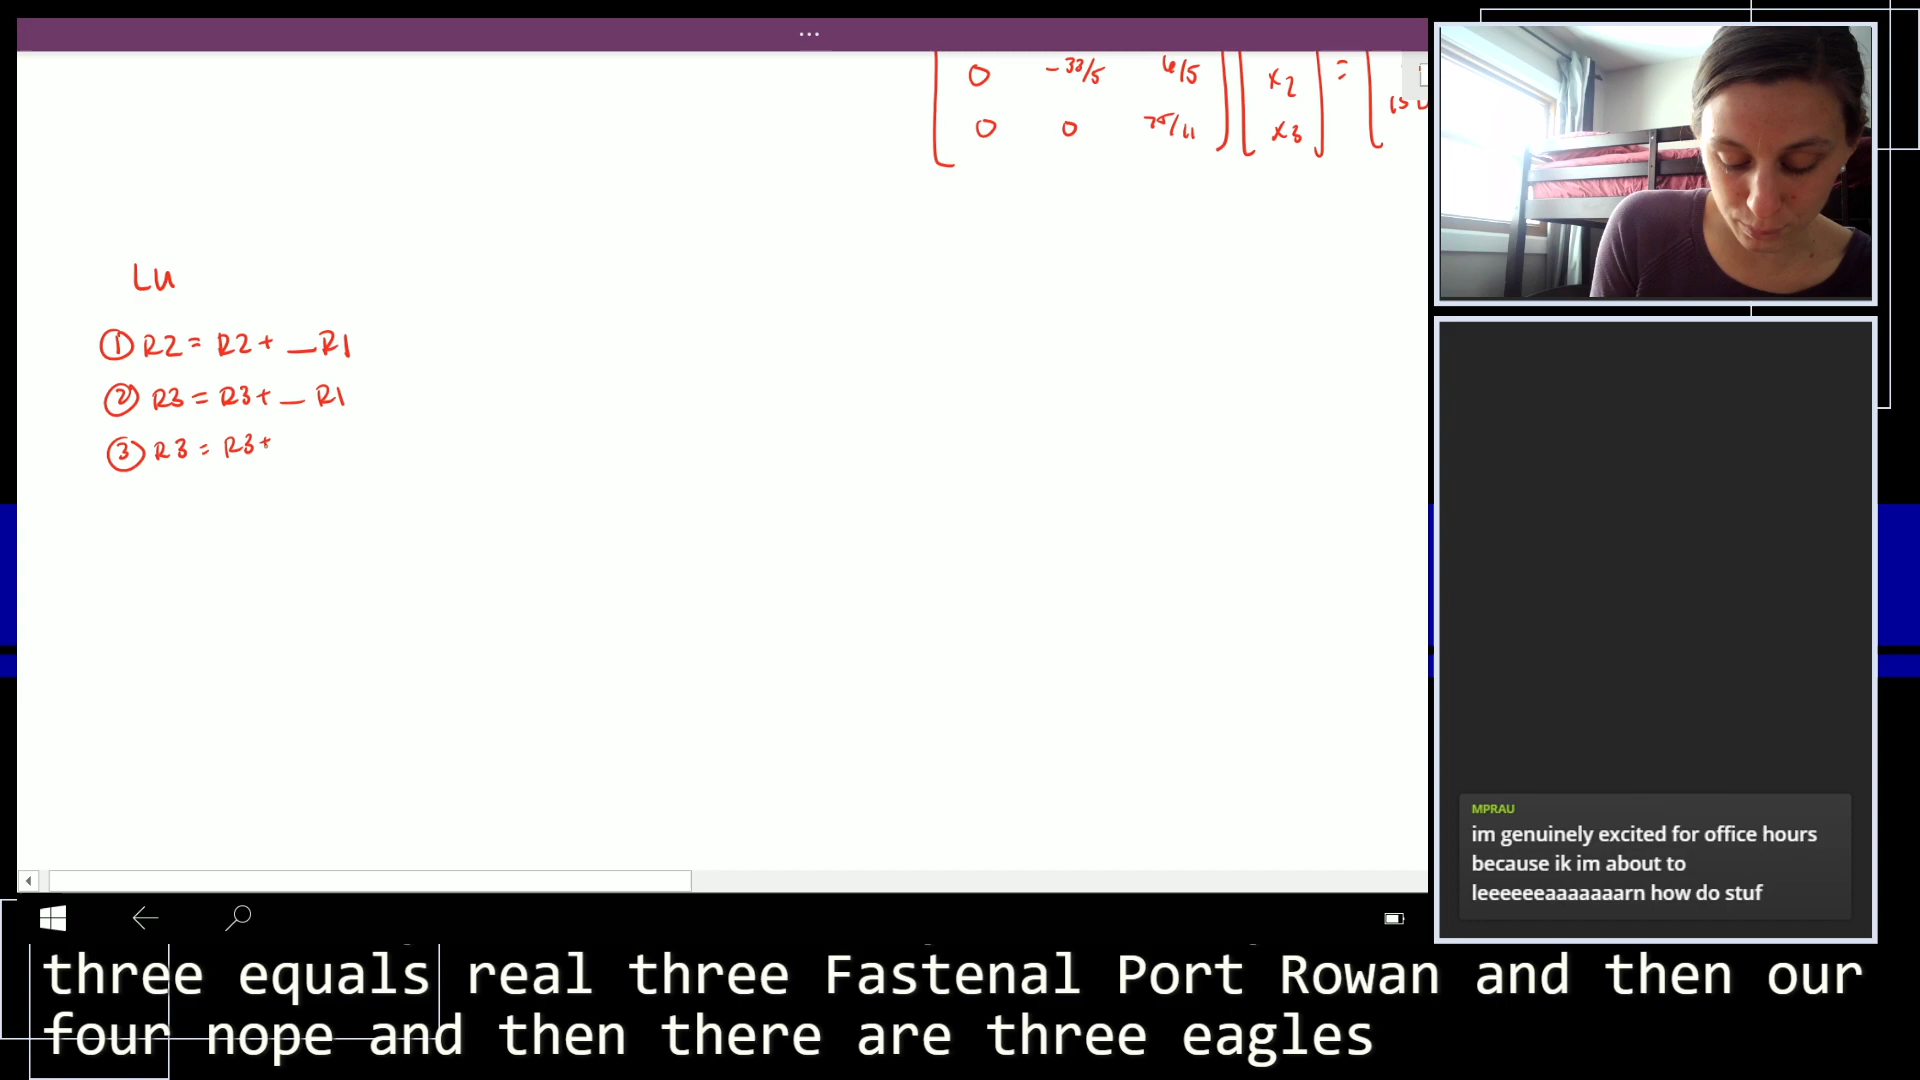 ...
0 -33/5 6/5 x2 =
0 0 75/11 x3
LU
① R2 = R2 + __R1
② R3 = R3 + __ R1
③ R3 = R3 +
MPRAU
im genuinely excited for office hours
because ik im about to
leeeeeeaaaaaaarn how do stuf
three equals real three Fastenal Port Rowan and then our
four nope and then there are three eagles